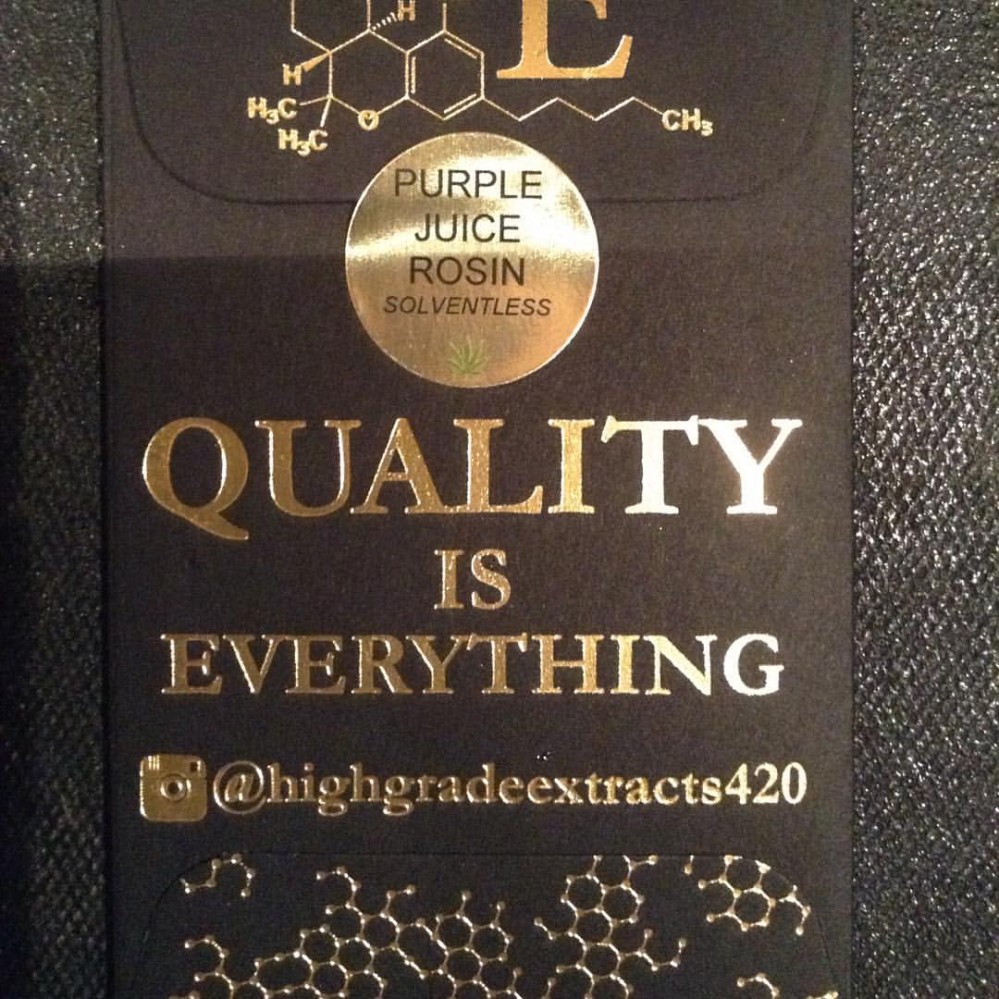 E
H
H
H₃C
H₃C
O
CH₃
PURPLE
JUICE
ROSIN
SOLVENTLESS
QUALITY
IS
EVERYTHING
@highgradeextracts420